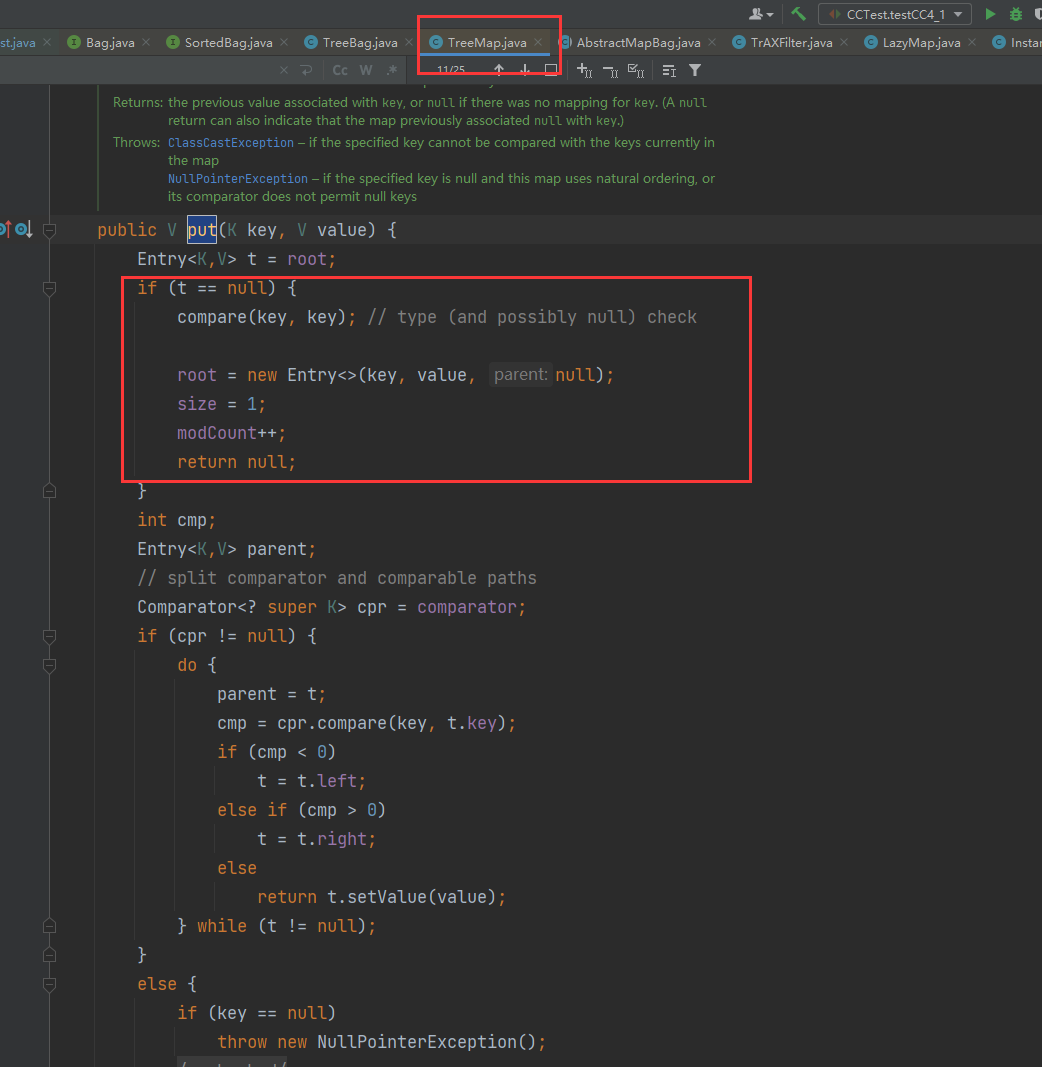 CCTest.testCC4_1
st.java Bag.java SortedBag.java TreeBag.java TreeMap.java AbstractMapBag.java TrAXFilter.java LazyMap.java Instan
Cc W .* 11/25
Returns: the previous value associated with key, or null if there was no mapping for key. (A null
return can also indicate that the map previously associated null with key.)
Throws: ClassCastException – if the specified key cannot be compared with the keys currently in
the map
NullPointerException – if the specified key is null and this map uses natural ordering, or
its comparator does not permit null keys
public V put(K key, V value) {
Entry<K,V> t = root;
if (t == null) {
compare(key, key); // type (and possibly null) check
root = new Entry<>(key, value, parent: null);
size = 1;
modCount++;
return null;
}
int cmp;
Entry<K,V> parent;
// split comparator and comparable paths
Comparator<? super K> cpr = comparator;
if (cpr != null) {
do {
parent = t;
cmp = cpr.compare(key, t.key);
if (cmp < 0)
t = t.left;
else if (cmp > 0)
t = t.right;
else
return t.setValue(value);
} while (t != null);
}
else {
if (key == null)
throw new NullPointerException();